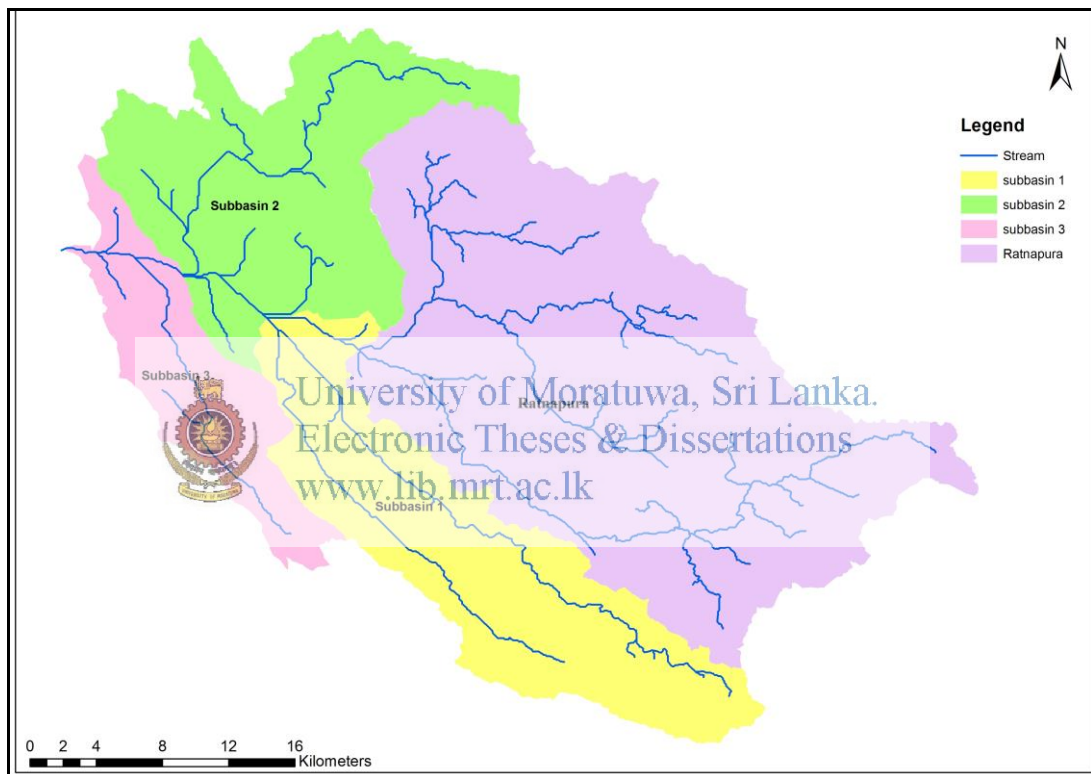 N
Legend
Stream
subbasin 1
subbasin 2
subbasin 3
Ratnapura
Subbasin 2
Subbasin 3
University of Moratuwa, Sri Lanka.
Ratnapura
Electronic Theses & Dissertations
www.lib.mrt.ac.lk
Subbasin 1
0 2 4 8 12 16
Kilometers